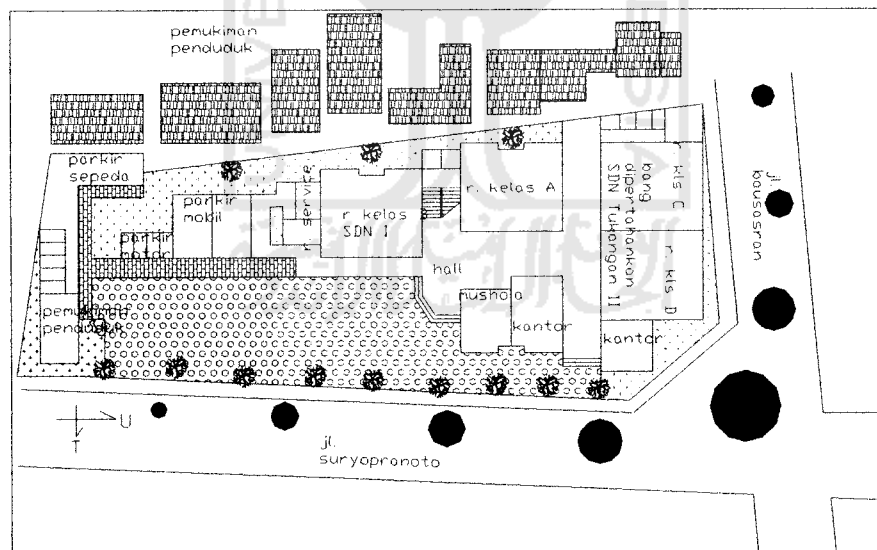 pemukiman
penduduk
parkir
sepeda
parkir
mobil
parkir
motor
r service
r kelas
SDN I
r. kelas A
r. kls C
bang
dipertahankan
SDN Tukangan II
r. kls D
hall
mushola
kantor
kantor
pemukiman
penduduk
jl.
bausasran
U
T
jl.
suryopranoto